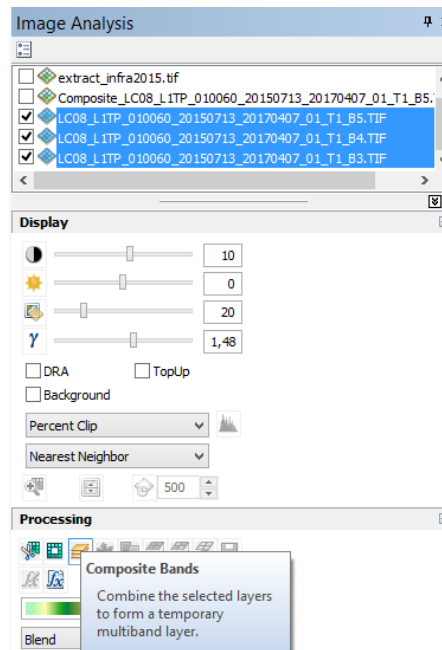 Image Analysis
extract_infra2015.tif
Composite_LC08_L1TP_010060_20150713_20170407_01_T1_B5.
LC08_L1TP_010060_20150713_20170407_01_T1_B5.TIF
LC08_L1TP_010060_20150713_20170407_01_T1_B4.TIF
LC08_L1TP_010060_20150713_20170407_01_T1_B3.TIF
Display
10
0
20
γ 1,48
DRA TopUp
Background
Percent Clip
Nearest Neighbor
500
Processing
Composite Bands
Combine the selected layers
to form a temporary
multiband layer.
Blend